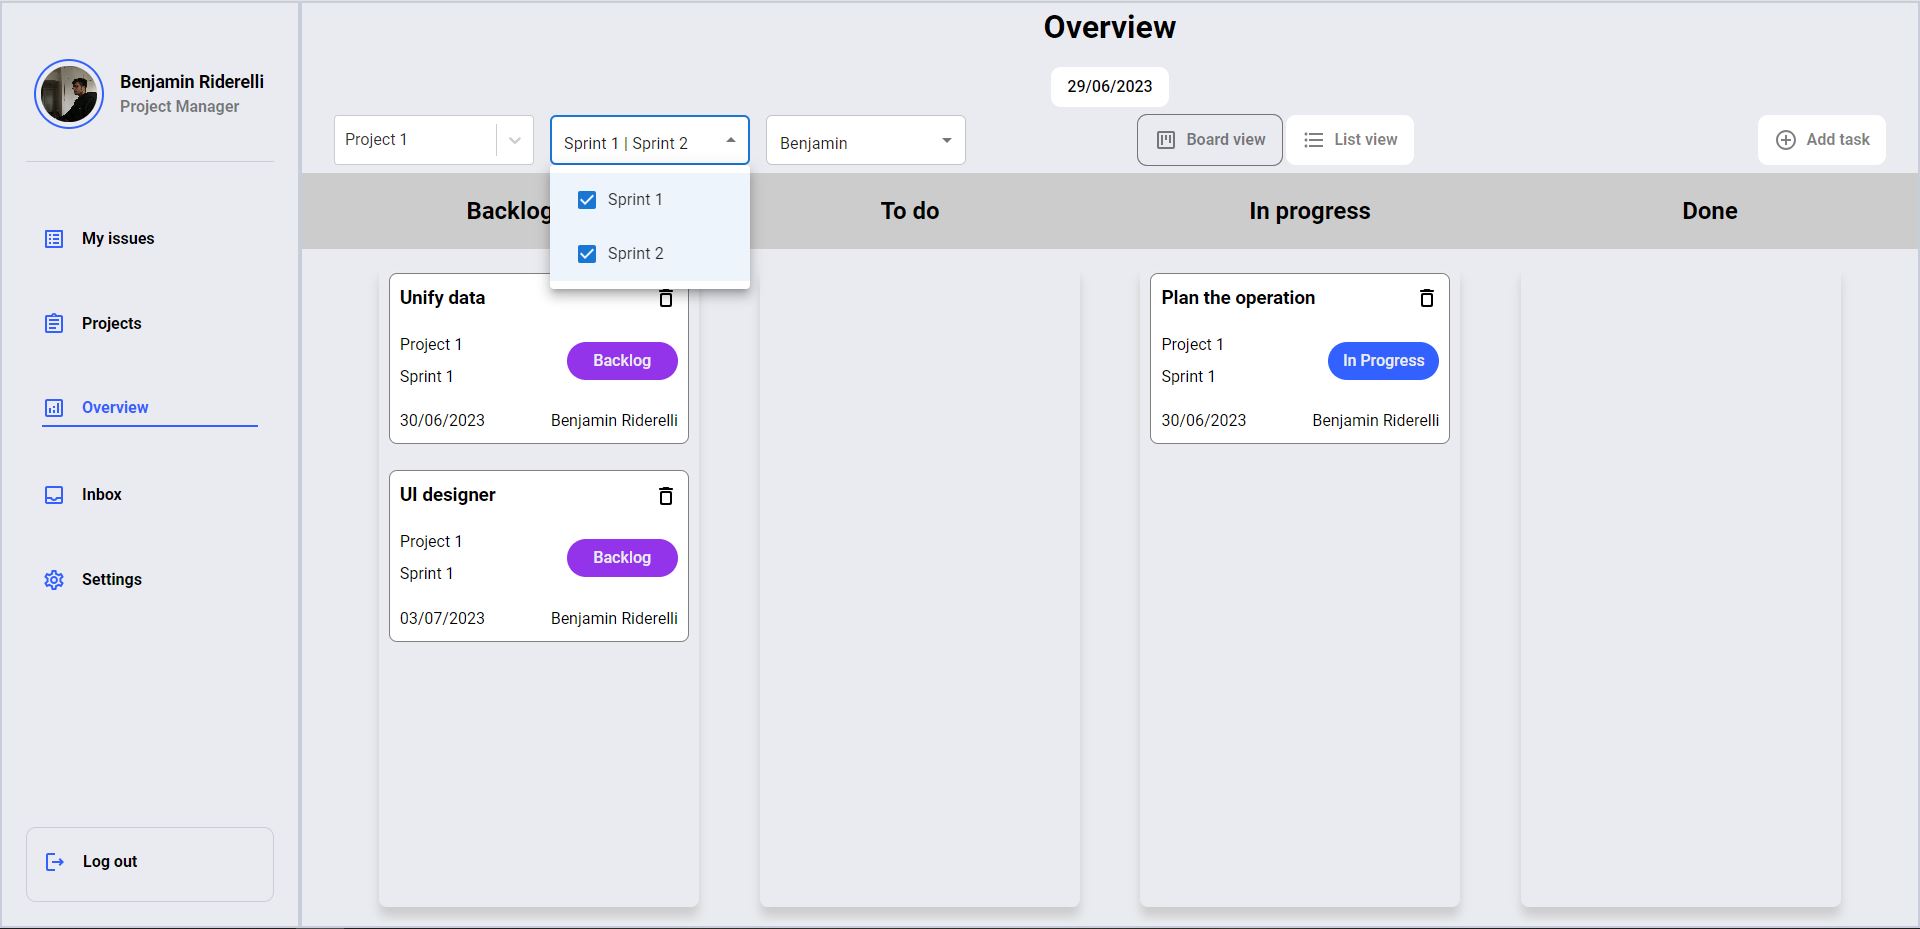 Overview
29/06/2023
Benjamin Riderelli
Project Manager
My issues
Projects
Overview
Inbox
Settings
Log out
Project 1
Sprint 1 | Sprint 2
Benjamin
Board view
List view
Add task
Sprint 1
Sprint 2
Backlog
To do
In progress
Done
Unify data
Project 1
Sprint 1
Backlog
30/06/2023
Benjamin Riderelli
UI designer
Project 1
Sprint 1
Backlog
03/07/2023
Benjamin Riderelli
Plan the operation
Project 1
Sprint 1
In Progress
30/06/2023
Benjamin Riderelli